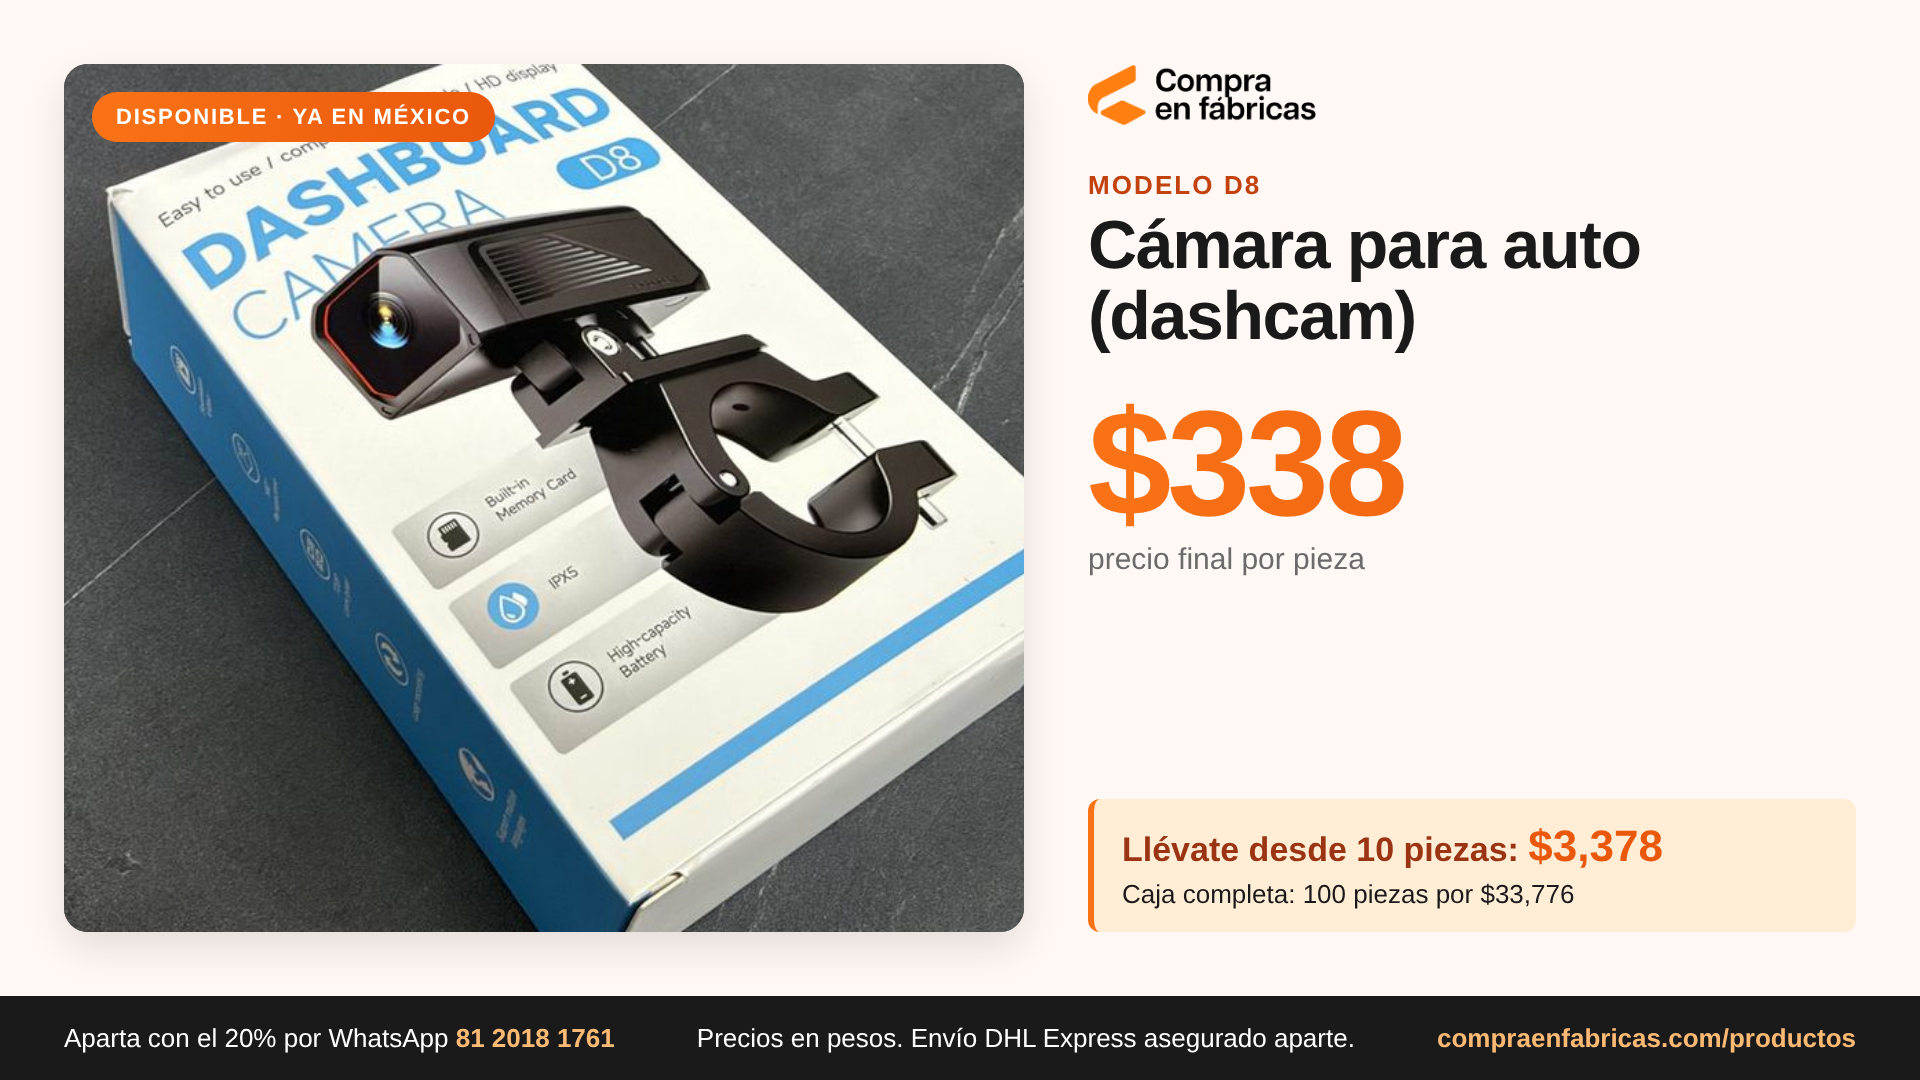 DISPONIBLE · YA EN MÉXICO
/ HD display
Easy to use /
DASHBOARD
CAMERA
D8
Built-in
Memory Card
IPX5
High-capacity
Battery
Compra
en fábricas
MODELO D8
Cámara para auto
(dashcam)
$338
precio final por pieza
Llévate desde 10 piezas: $3,378
Caja completa: 100 piezas por $33,776
Aparta con el 20% por WhatsApp 81 2018 1761
Precios en pesos. Envío DHL Express asegurado aparte.
compraenfabricas.com/productos